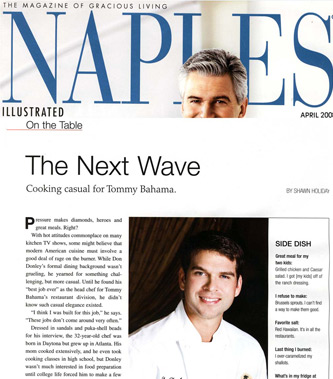 THE MAGAZINE OF GRACIOUS LIVING
NAPLES
ILLUSTRATED
APRIL 200
On the Table
The Next Wave
Cooking casual for Tommy Bahama.
BY SHAWN HOLIDAY
Pressure makes diamonds, heroes and
great meals. Right?
With hot attitudes commonplace on many
kitchen TV shows, some might believe that
modern American cuisine must involve a
good deal of rage on the burner. While Don
Donley's formal dining background wasn't
grueling, he yearned for something chal-
lenging, but more casual. Until he found his
"best job ever" as the head chef for Tommy
Bahama's restaurant division, he didn't
know such casual elegance existed.
"I think I was built for this job," he says.
"These jobs don't come around very often."
Dressed in sandals and puka-shell beads
for his interview, the 32-year-old chef was
born in Daytona but grew up in Atlanta. His
mom cooked extensively, and he even took
cooking classes in high school, but Donley
wasn't much interested in food preparation
until college life forced him to make a few
SIDE DISH
Great meal for my
two kids:
Grilled chicken and Caesar
salad. I got [my kids] off of
the ranch dressing.
I refuse to make:
Brussels sprouts. I can't find
a way to make them good.
Favorite salt:
Red Hawaiian. It's in all the
restaurants.
Last thing I burned:
I over-caramelized my
shallots.
What's in my fridge at